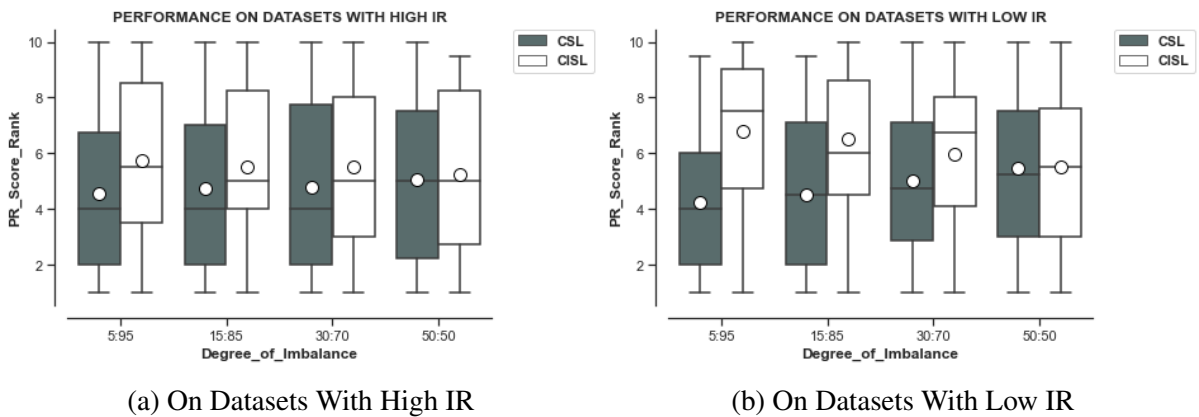 PERFORMANCE ON DATASETS WITH HIGH IR
10
8
6
4
2
PR_Score_Rank
5:95
15:85
30:70
50:50
Degree_of_Imbalance
CSL
CISL
(a) On Datasets With High IR
PERFORMANCE ON DATASETS WITH LOW IR
10
8
6
4
2
PR_Score_Rank
5:95
15:85
30:70
50:50
Degree_of_Imbalance
CSL
CISL
(b) On Datasets With Low IR